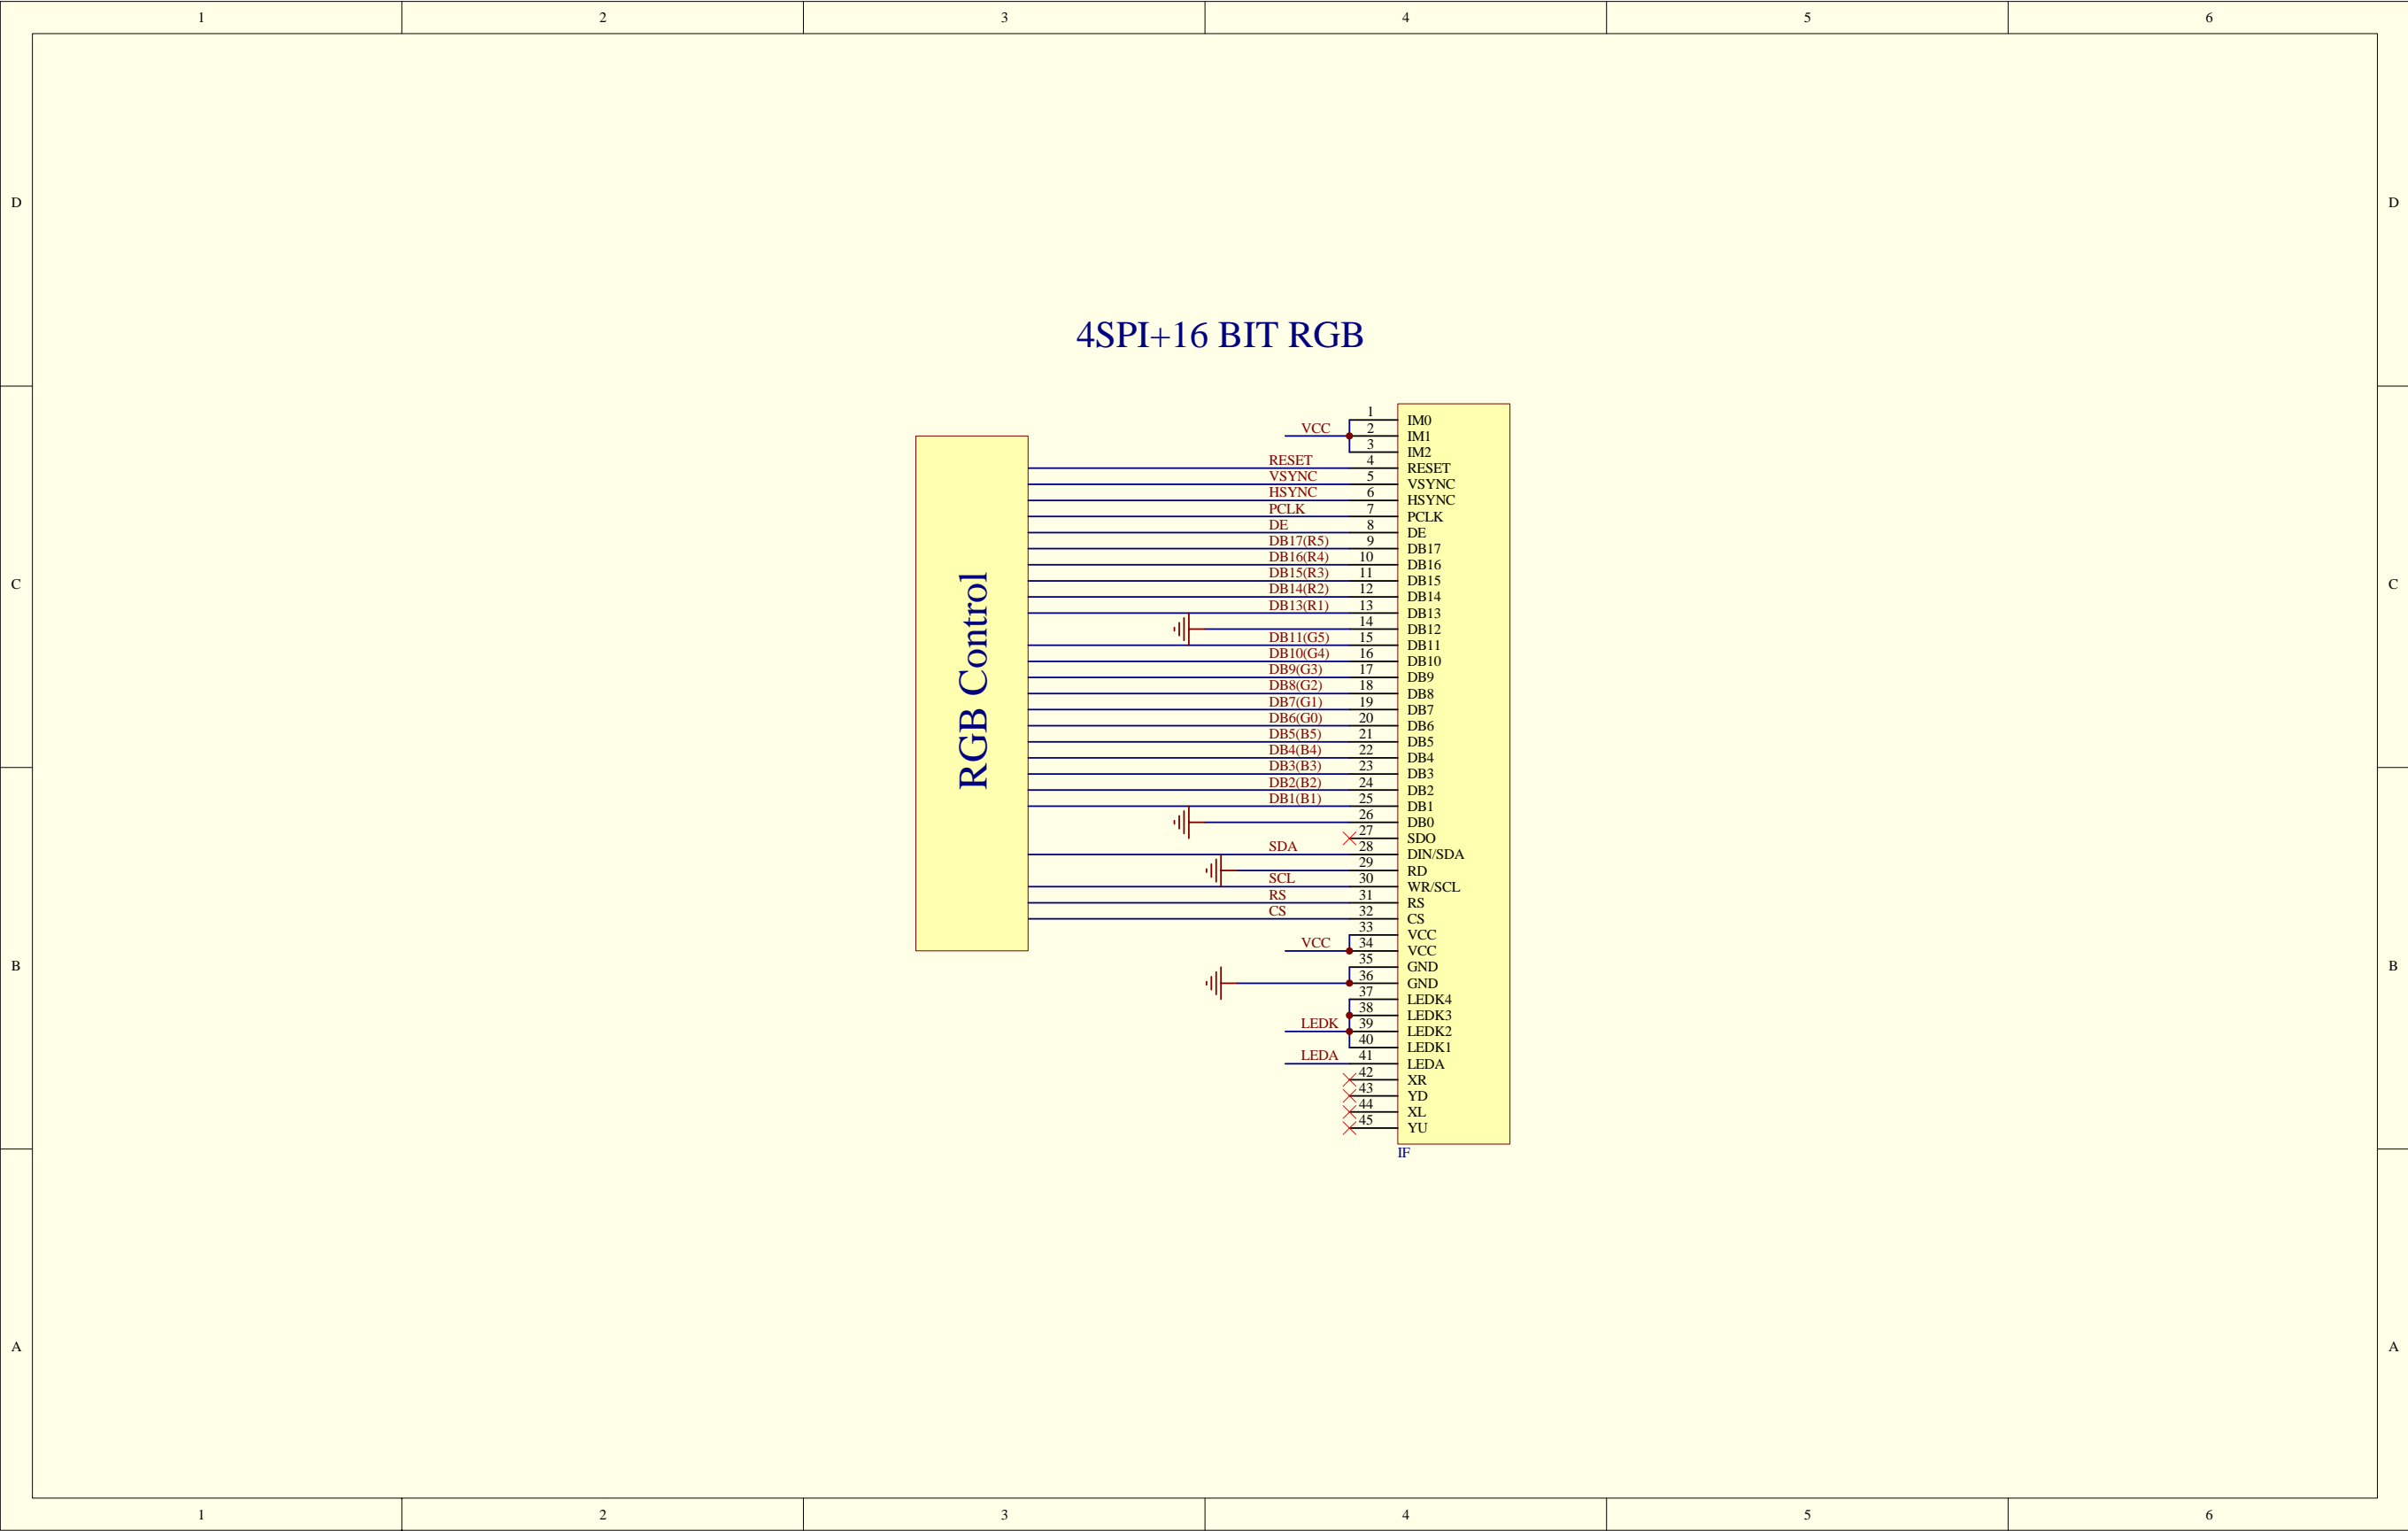 1 2 3 4 5 6
D D
4SPI+16 BIT RGB
C C
RGB Control
VCC
RESET
VSYNC
HSYNC
PCLK
DE
DB17(R5)
DB16(R4)
DB15(R3)
DB14(R2)
DB13(R1)
DB11(G5)
DB10(G4)
DB9(G3)
DB8(G2)
DB7(G1)
DB6(G0)
DB5(B5)
DB4(B4)
DB3(B3)
DB2(B2)
DB1(B1)
SDA
SCL
RS
CS
VCC
LEDK
LEDA
1 IM0
2 IM1
3 IM2
4 RESET
5 VSYNC
6 HSYNC
7 PCLK
8 DE
9 DB17
10 DB16
11 DB15
12 DB14
13 DB13
14 DB12
15 DB11
16 DB10
17 DB9
18 DB8
19 DB7
20 DB6
21 DB5
22 DB4
23 DB3
24 DB2
25 DB1
26 DB0
27 SDO
28 DIN/SDA
29 RD
30 WR/SCL
31 RS
32 CS
33 VCC
34 VCC
35 GND
36 GND
37 LEDK4
38 LEDK3
39 LEDK2
40 LEDK1
41 LEDA
42 XR
43 YD
44 XL
45 YU
IF
B B
A A
1 2 3 4 5 6